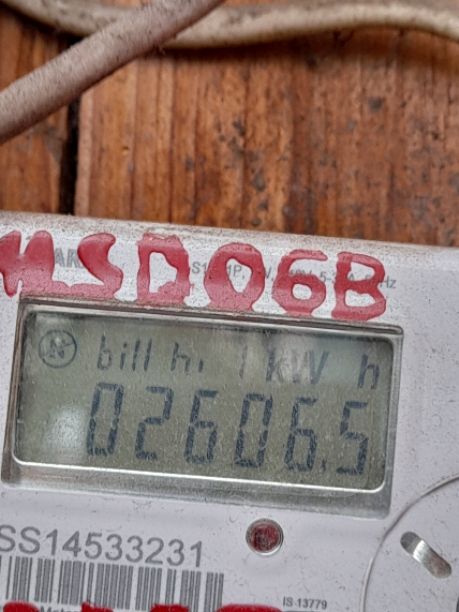 MSD06B
bill hi 1 kW h
02606.5
SS14533231
IS 13779